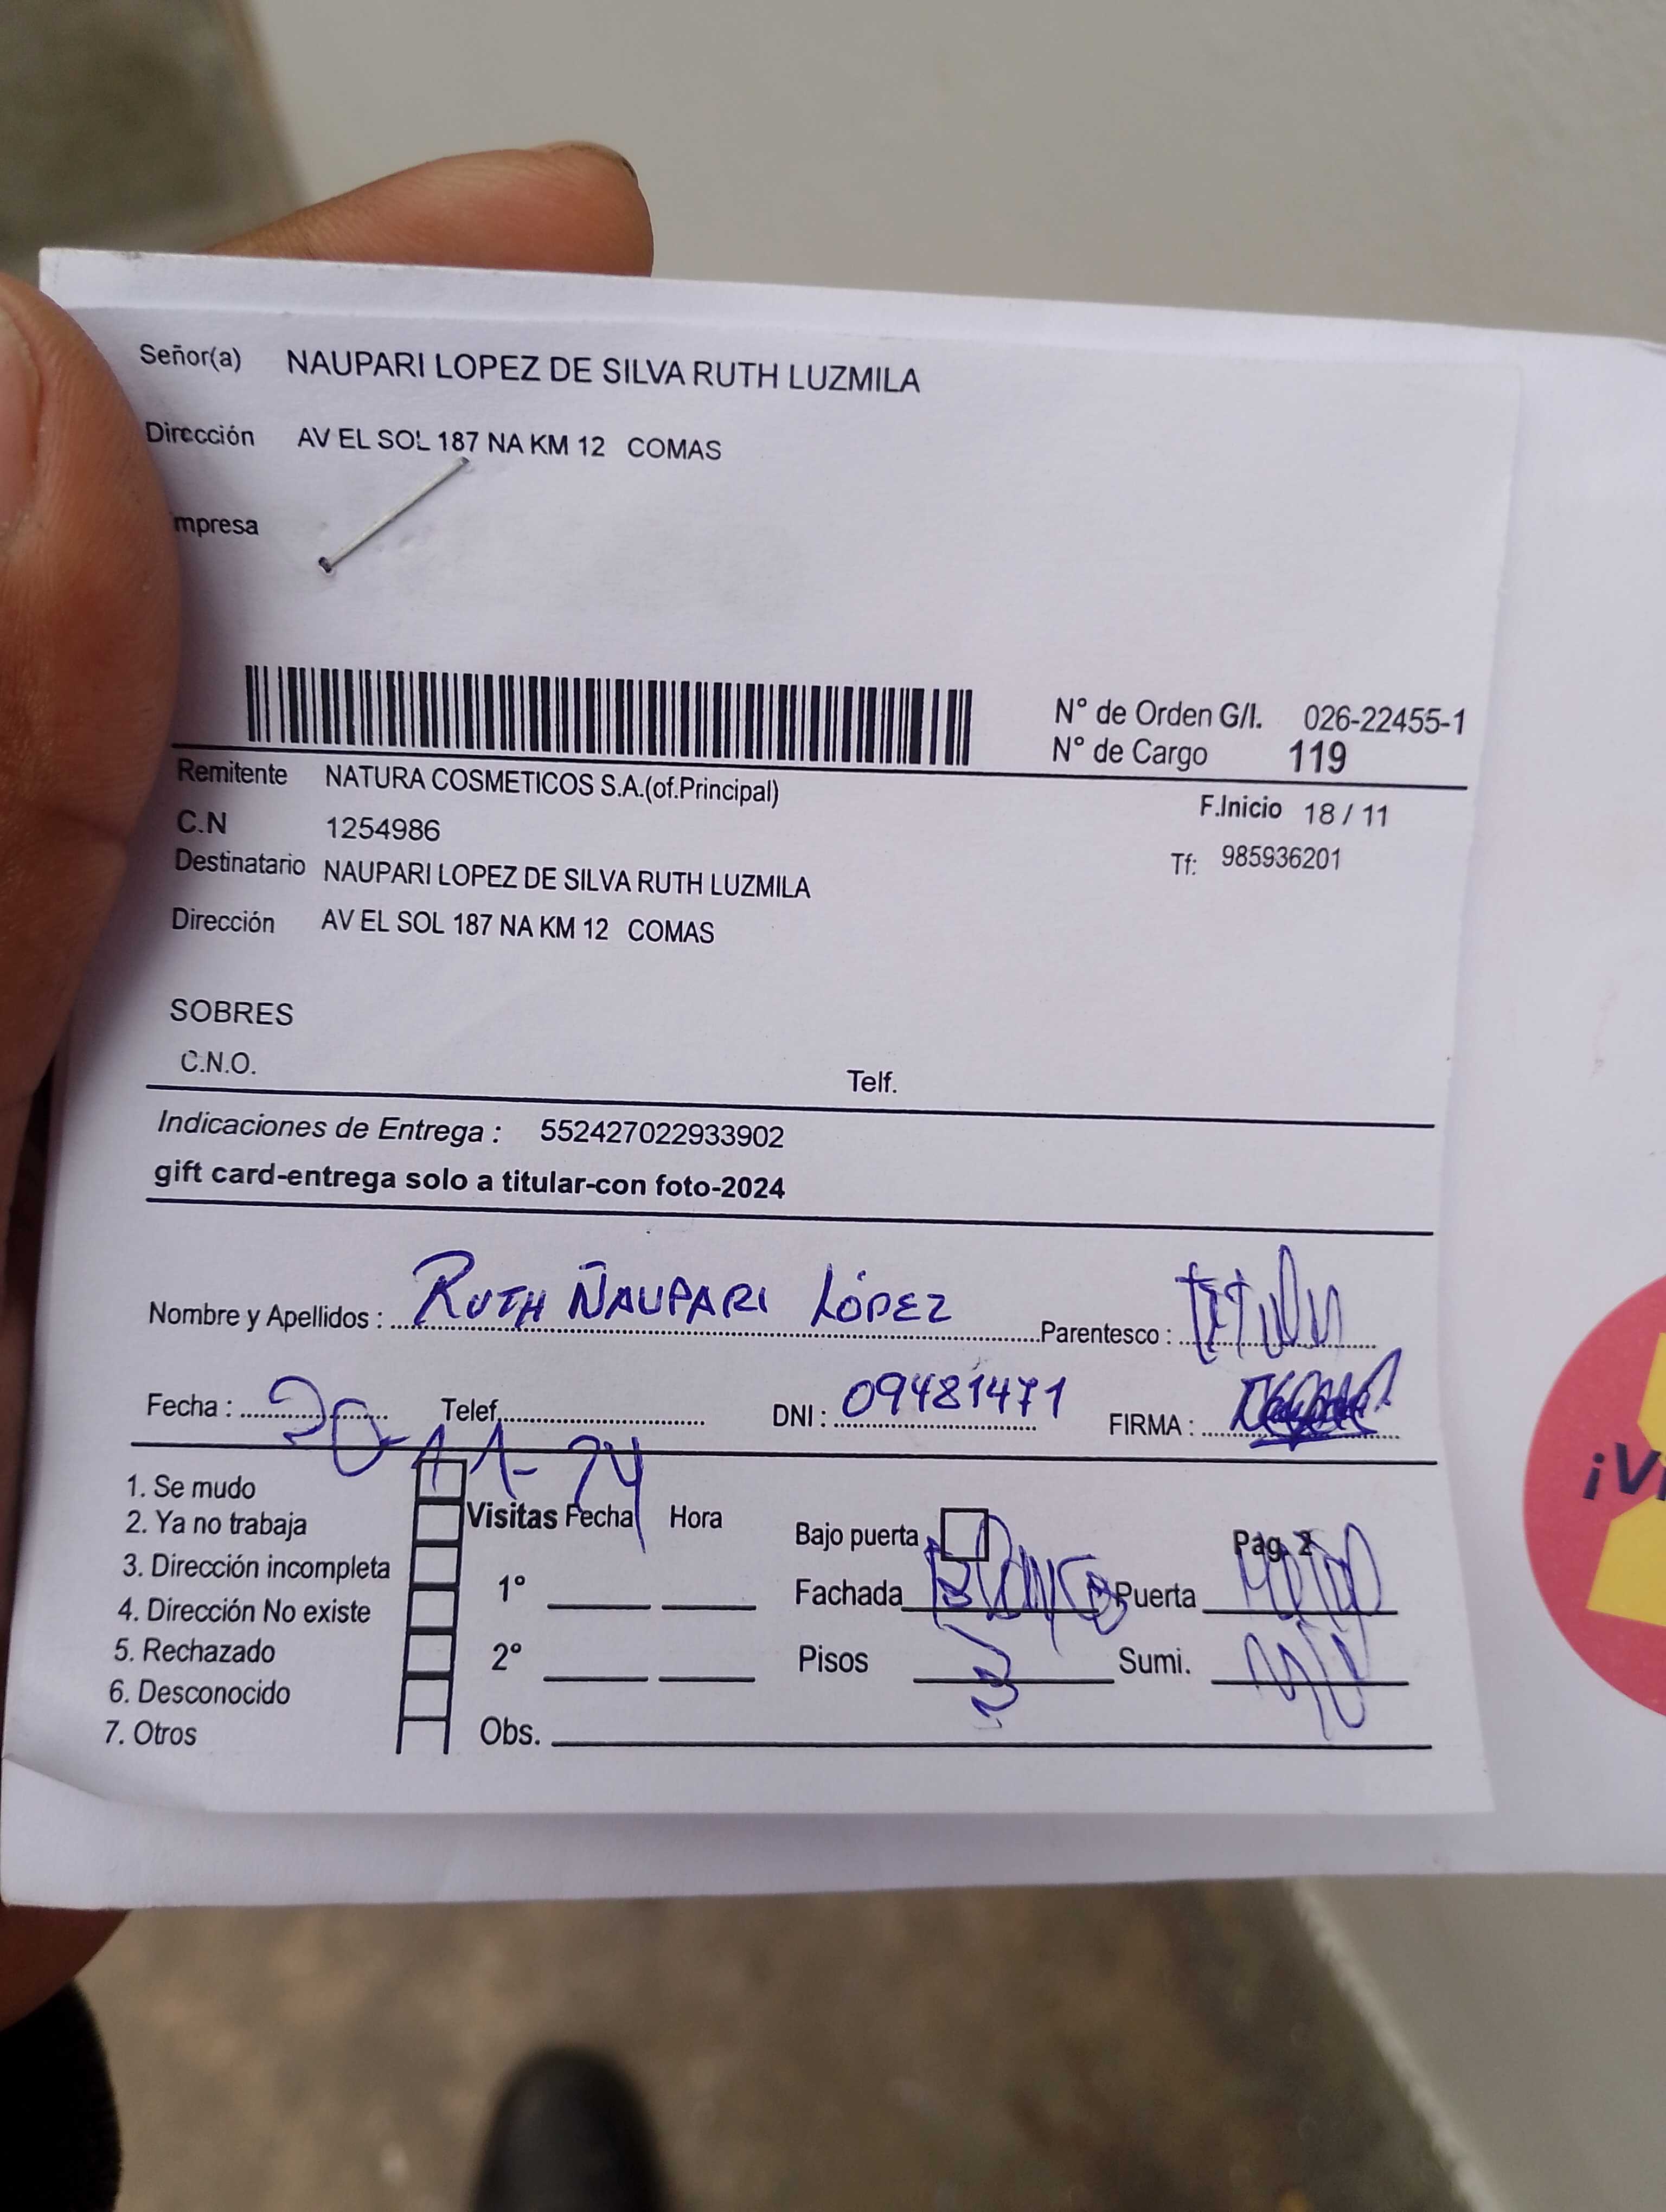 Señor(a) NAUPARI LOPEZ DE SILVA RUTH LUZMILA
Dirección AV EL SOL 187 NA KM 12 COMAS
mpresa
N° de Orden G/I. 026-22455-1
N° de Cargo 119
Remitente NATURA COSMETICOS S.A.(of.Principal)
F.Inicio 18 / 11
C.N 1254986
Tf: 985936201
Destinatario NAUPARI LOPEZ DE SILVA RUTH LUZMILA
Dirección AV EL SOL 187 NA KM 12 COMAS
SOBRES
C.N.O. Telf.
Indicaciones de Entrega : 552427022933902
gift card-entrega solo a titular-con foto-2024
Nombre y Apellidos : RUTH ÑAUPARI LÓPEZ Parentesco : titular
Fecha : 20-11-24 Telef. DNI : 09481471 FIRMA :
1. Se mudo
2. Ya no trabaja
3. Dirección incompleta
4. Dirección No existe
5. Rechazado
6. Desconocido
7. Otros
Visitas Fecha Hora
1°
2°
Obs.
Bajo puerta Pág. 2
Fachada Blanco Puerta
Pisos 3 Sumi.
¡V